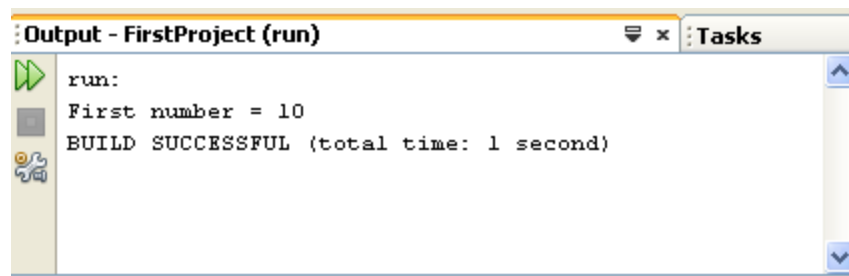 Output - FirstProject (run)
Tasks
run:
First number = 10
BUILD SUCCESSFUL (total time: 1 second)